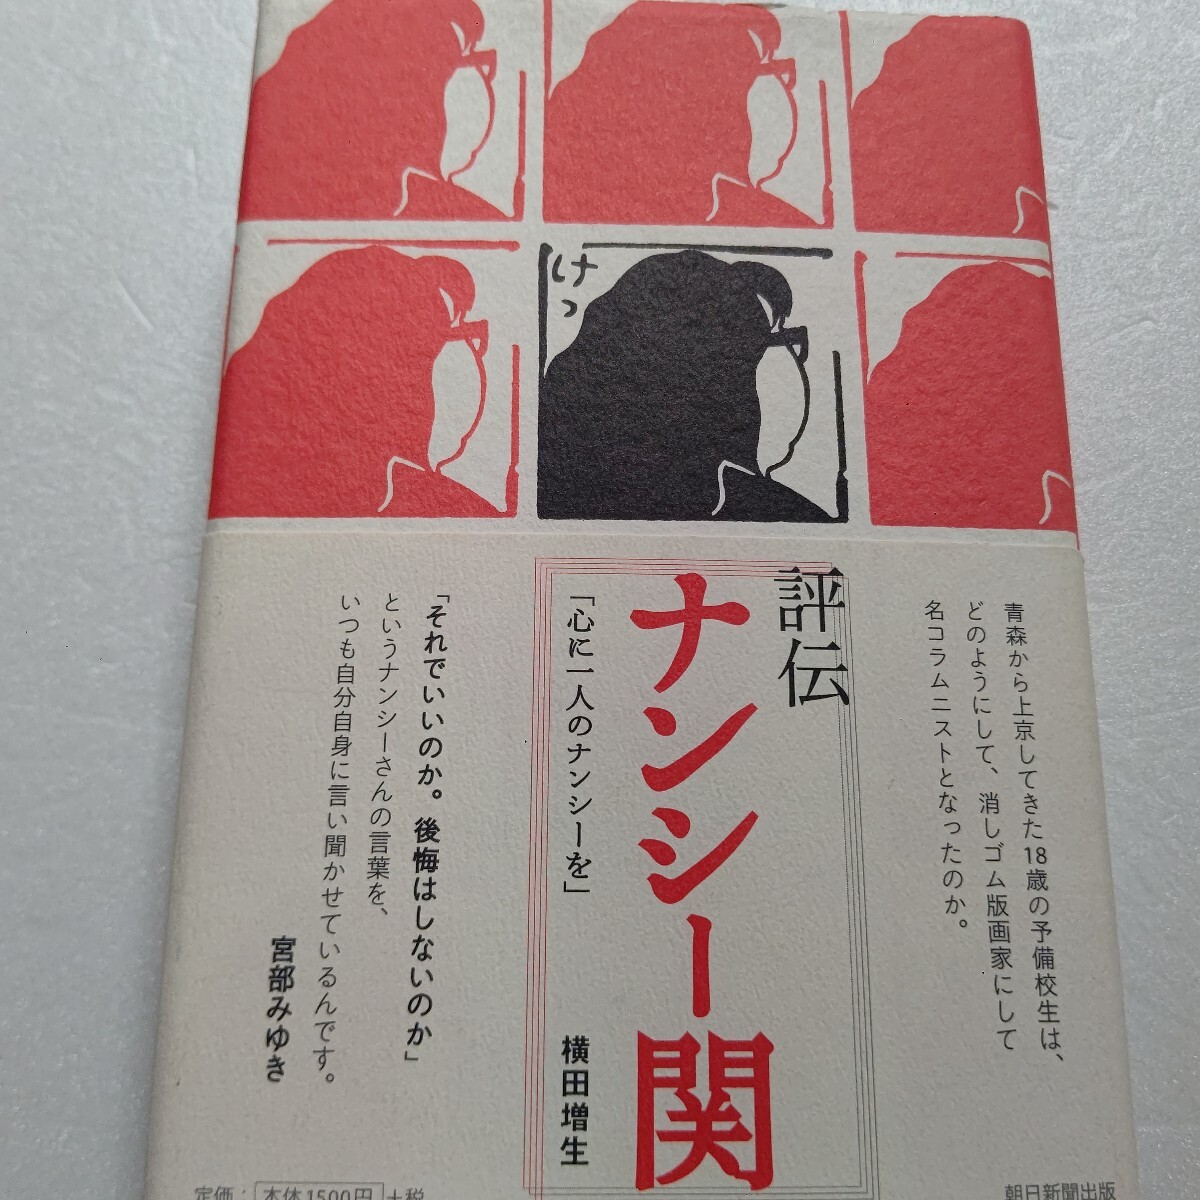 けっ
青森から上京してきた18歳の予備校生は、
どのようにして、消しゴム版画家にして
名コラムニストとなったのか。
評伝
ナンシー関
「心に一人のナンシーを」
横田増生
「それでいいのか。後悔はしないのか」
というナンシーさんの言葉を、
いつも自分自身に言い聞かせているんです。
宮部みゆき
定価：本体1500円+税
朝日新聞出版